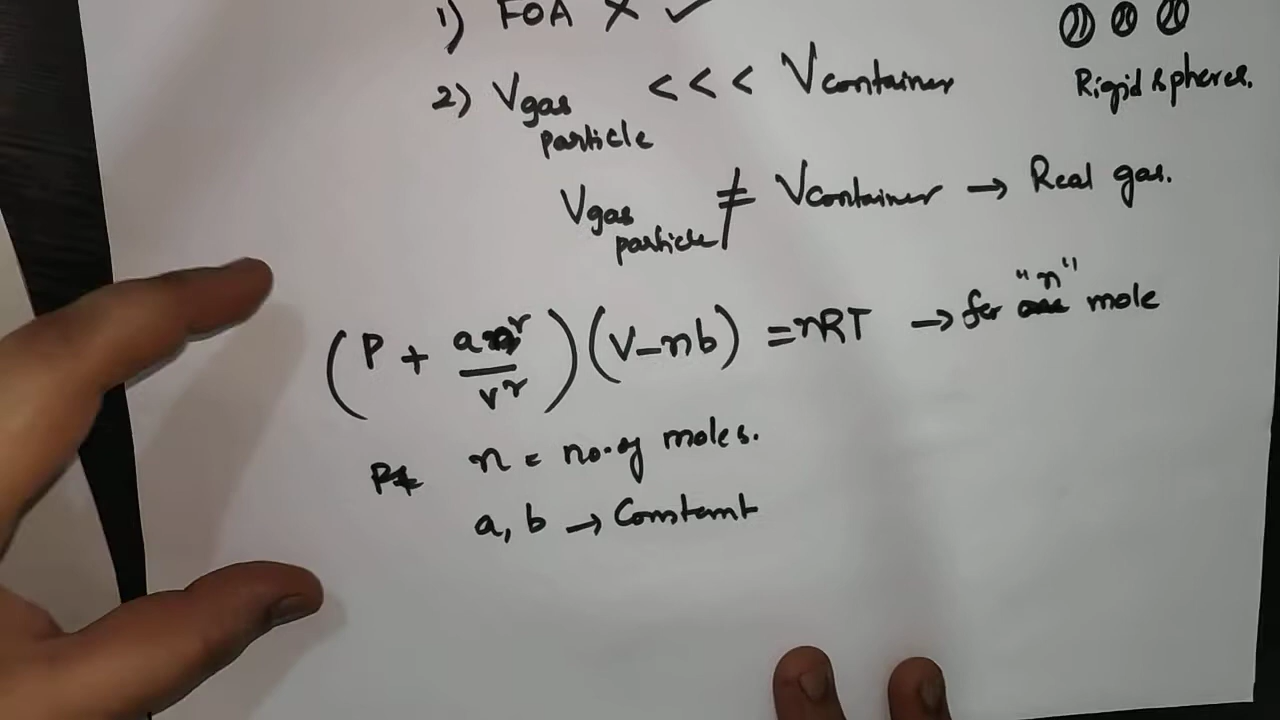 1) FOA X ✓
2) Vgas particle <<< Vcontainer
Rigid spheres.
Vgas particle ≠ Vcontainer → Real gas.
(P + an²/V²)(V-nb) = nRT → for "n" mole
n = no. of moles.
a, b → Constant